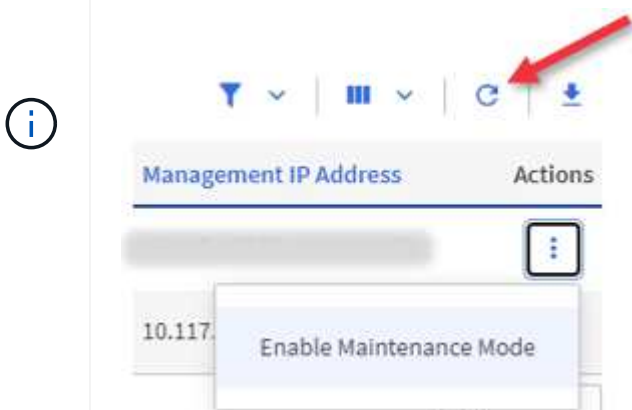 i
Management IP Address Actions
10.117.
Enable Maintenance Mode